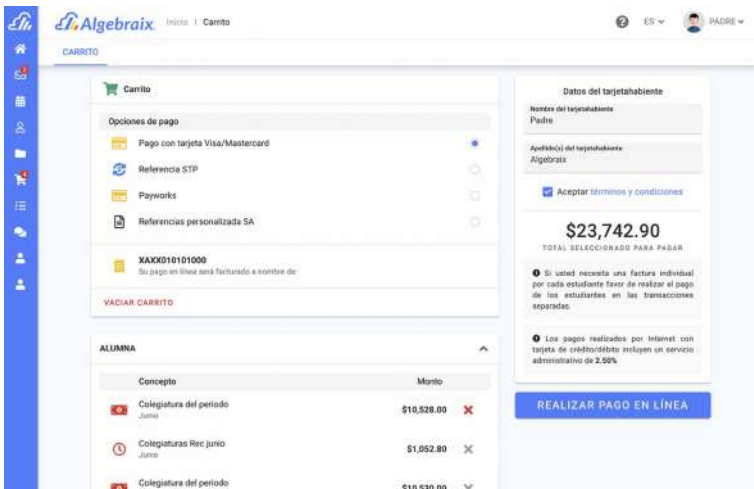 Algebraix
Inicio / Carrito
ES
PADRE
CARRITO
Carrito
Opciones de pago
Pago con tarjeta Visa/Mastercard
Referencia STP
Payworks
Referencias personalizada SA
XAXX010101000
Su pago en línea será facturado a nombre de:
VACIAR CARRITO
ALUMNA
Concepto Monto
Colegiatura del periodo
Junio
$10,528.00
Colegiaturas Rec junio
Junio
$1,052.80
Colegiatura del periodo
$10,530.00
Datos del tarjetahabiente
Nombre del tarjetahabiente
Padre
Apellido(s) del tarjetahabiente
Algebraix
Aceptar términos y condiciones
$23,742.90
TOTAL SELECCIONADO PARA PAGAR
Si usted necesita una factura individual
por cada estudiante favor de realizar el pago
de los estudiantes en las transacciones
separadas.
Los pagos realizados por Internet con
tarjeta de crédito/débito incluyen un servicio
administrativo de 2.50%
REALIZAR PAGO EN LÍNEA